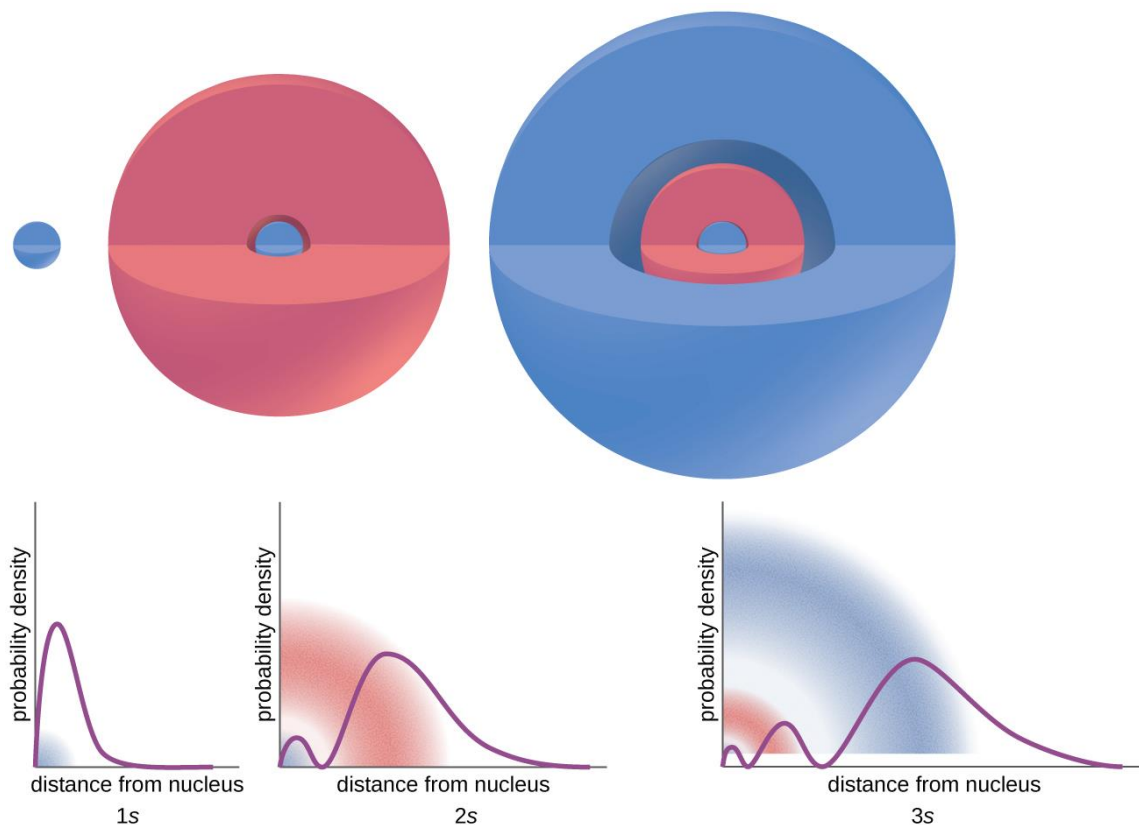 probability density
probability density
probability density
distance from nucleus
distance from nucleus
distance from nucleus
1s
2s
3s